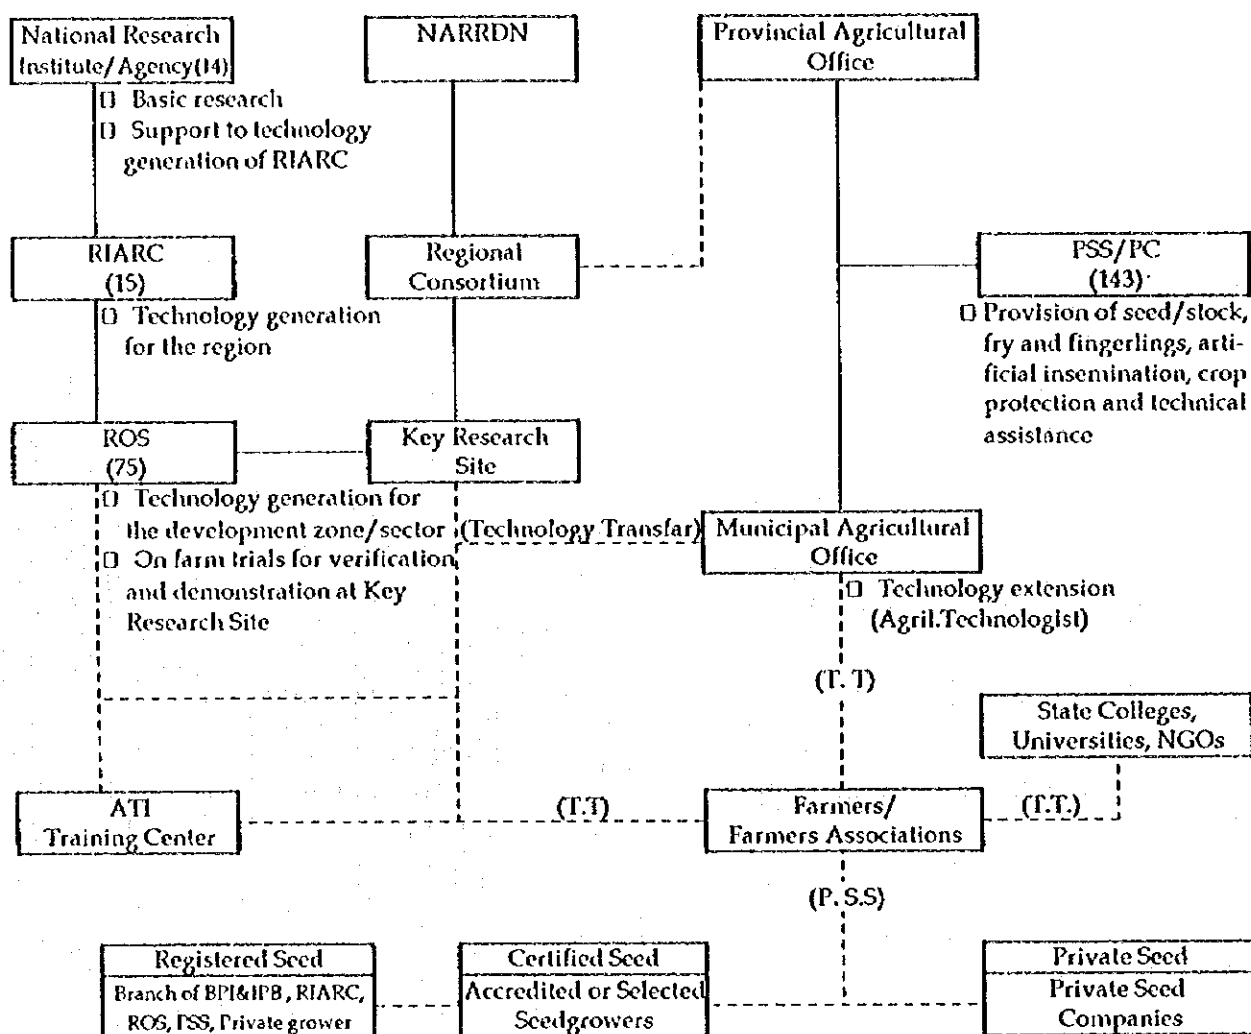 National Research
Institute/Agency(14)
NARRDN
Provincial Agricultural
Office
▯ Basic research
▯ Support to technology
generation of RIARC
RIARC
(15)
Regional
Consortium
PSS/PC
(143)
▯ Technology generation
for the region
▯ Provision of seed/stock,
fry and fingerlings, arti-
ficial insemination, crop
protection and technical
assistance
ROS
(75)
Key Research
Site
▯ Technology generation for
the development zone/sector
▯ On farm trials for verification
and demonstration at Key
Research Site
(Technology Transfar)
Municipal Agricultural
Office
▯ Technology extension
(Agril.Technologist)
(T. T)
State Colleges,
Universities, NGOs
ATI
Training Center
(T.T)
Farmers/
Farmers Associations
(T.T.)
(P. S.S)
Registered Seed
Branch of BPI&IPB, RIARC,
ROS, PSS, Private grower
Certified Seed
Accredited or Selected
Seedgrowers
Private Seed
Private Seed
Companies